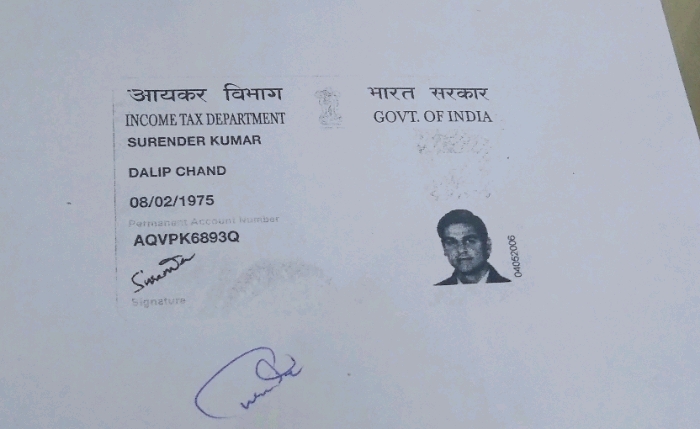 आयकर विभाग
भारत सरकार
INCOME TAX DEPARTMENT
GOVT. OF INDIA
SURENDER KUMAR
DALIP CHAND
08/02/1975
Permanent Account Number
AQVPK6893Q
Signature
04052006